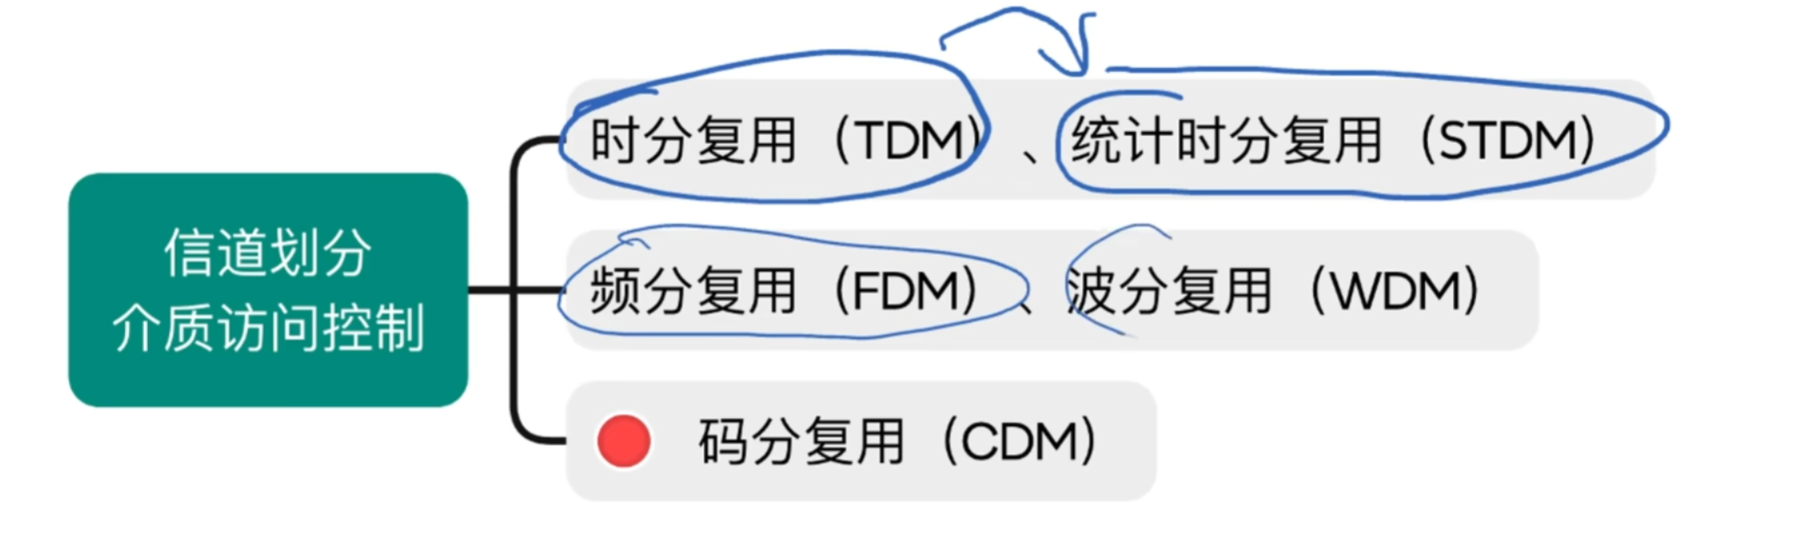 信道划分
介质访问控制
时分复用（TDM）、统计时分复用（STDM）
频分复用（FDM）、波分复用（WDM）
码分复用（CDM）